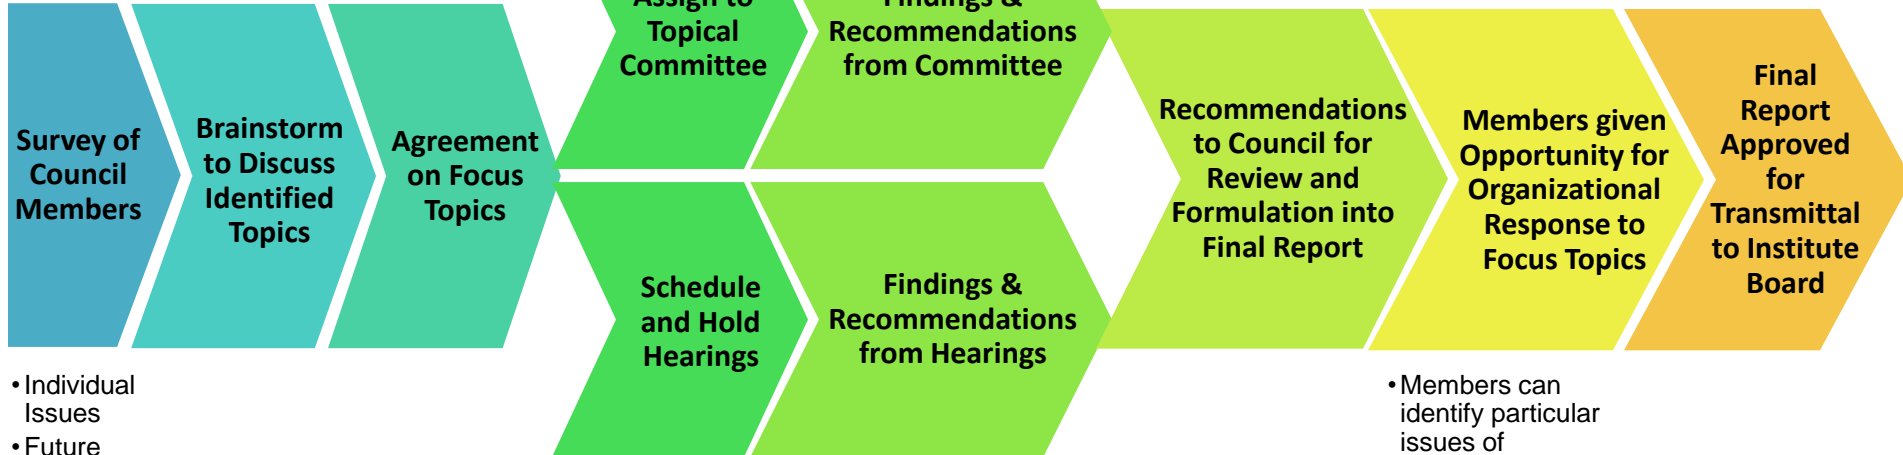 Survey of
Council
Members
Brainstorm
to Discuss
Identified
Topics
Agreement
on Focus
Topics
Assign to
Topical
Committee
Findings &
Recommendations
from Committee
Schedule
and Hold
Hearings
Findings &
Recommendations
from Hearings
Recommendations
to Council for
Review and
Formulation into
Final Report
Members given
Opportunity for
Organizational
Response to
Focus Topics
Final
Report
Approved
for
Transmittal
to Institute
Board
• Individual
Issues
• Future
• Members can
identify particular
issues of